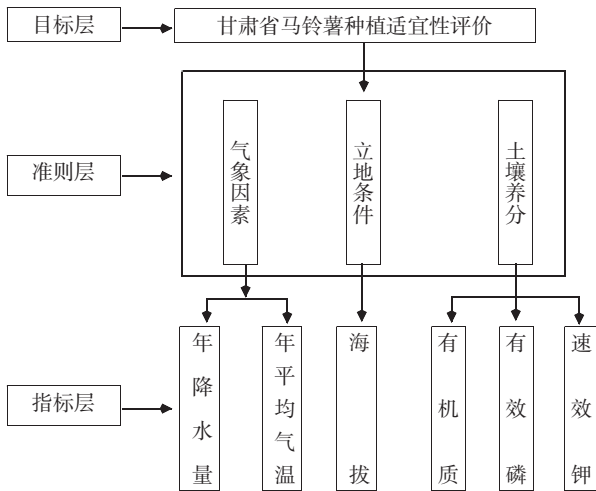 目标层
甘肃省马铃薯种植适宜性评价
准则层
气象因素
立地条件
土壤养分
指标层
年降水量
年平均气温
海拔
有机质
有效磷
速效钾